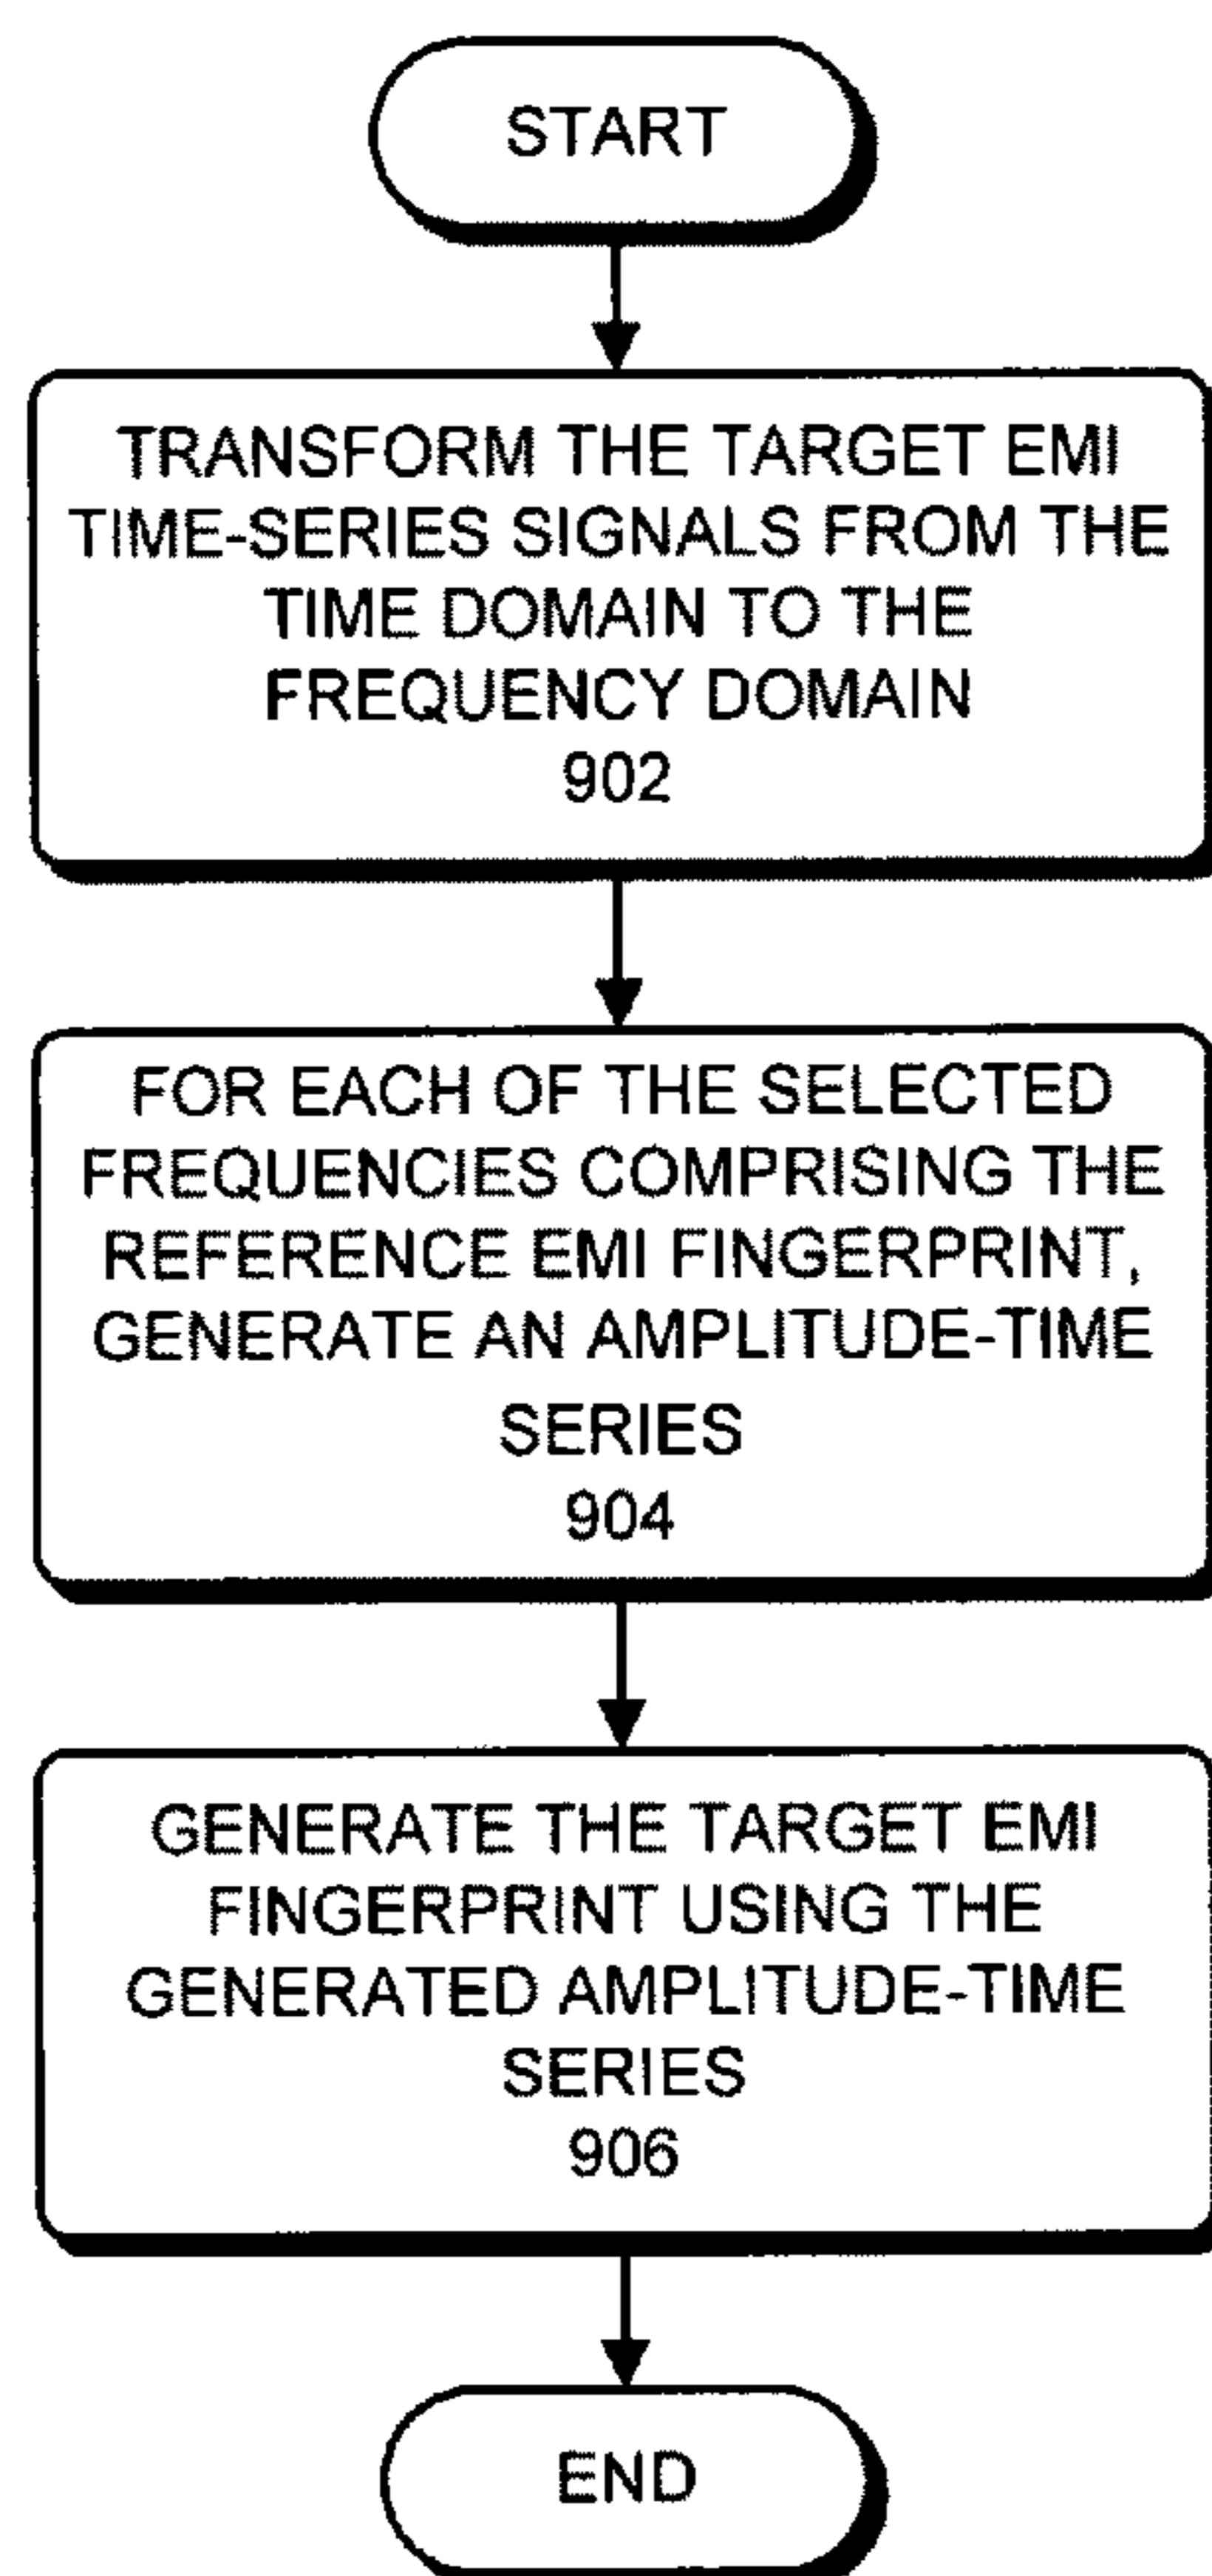 START
TRANSFORM THE TARGET EMI
TIME-SERIES SIGNALS FROM THE
TIME DOMAIN TO THE
FREQUENCY DOMAIN
902
FOR EACH OF THE SELECTED
FREQUENCIES COMPRISING THE
REFERENCE EMI FINGERPRINT,
GENERATE AN AMPLITUDE-TIME
SERIES
904
GENERATE THE TARGET EMI
FINGERPRINT USING THE
GENERATED AMPLITUDE-TIME
SERIES
906
END